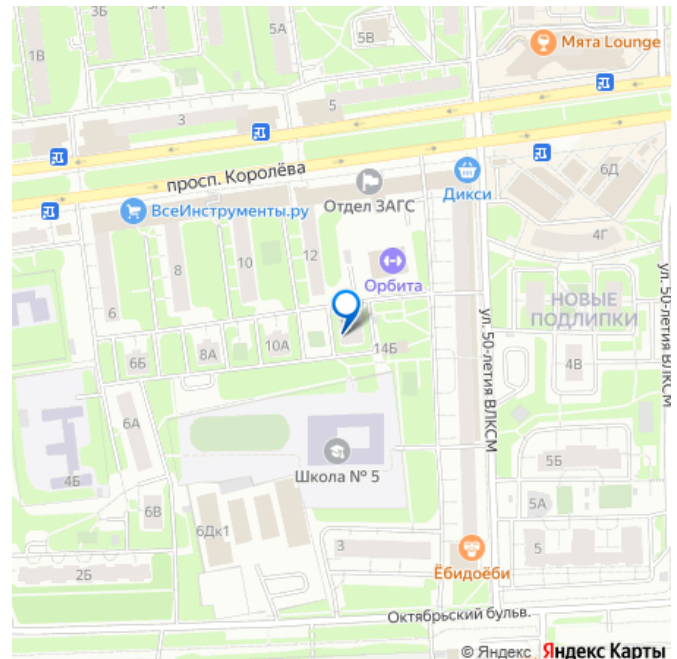 3Б
5А
5В
1В
Мята Lounge
5
3
просп. Королёва
6Д
Отдел ЗАГС
Дикси
ВсеИнструменты.ру
4Г
12
10
8
Орбита
6
НОВЫЕ
ПОДЛИПКИ
ул. 50-летия ВЛКСМ
ул. 50-летия ВЛКСМ
10А
14Б
8А
6Б
4В
6А
5Б
Школа № 5
4Б
5А
6В
6Дк1
3
5
Ёбидоёби
2Б
Октябрьский бульв.
© Яндекс Яндекс Карты